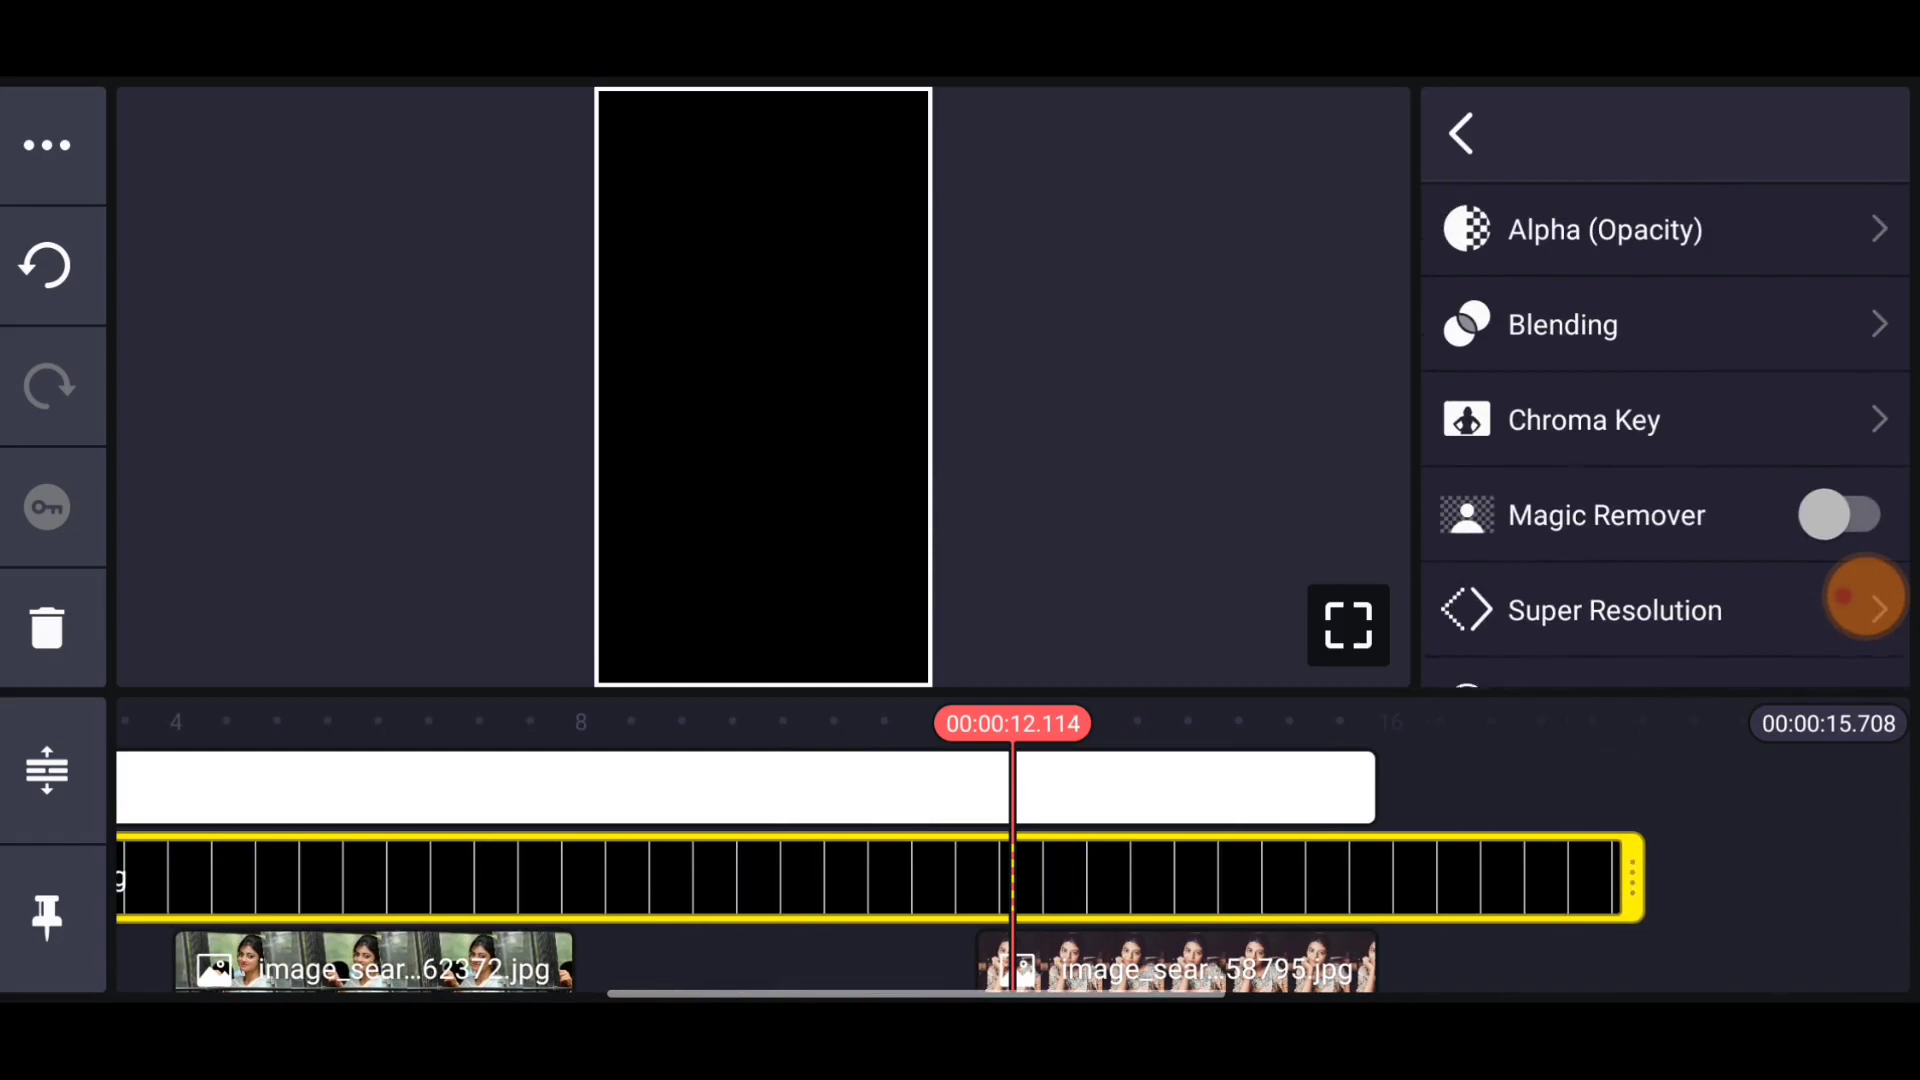 Alpha (Opacity)
Blending
Chroma Key
Magic Remover
Super Resolution
4
8
00:00:12.114
16
00:00:15.708
g
image_sear...62372.jpg
image_sear...58795.jpg